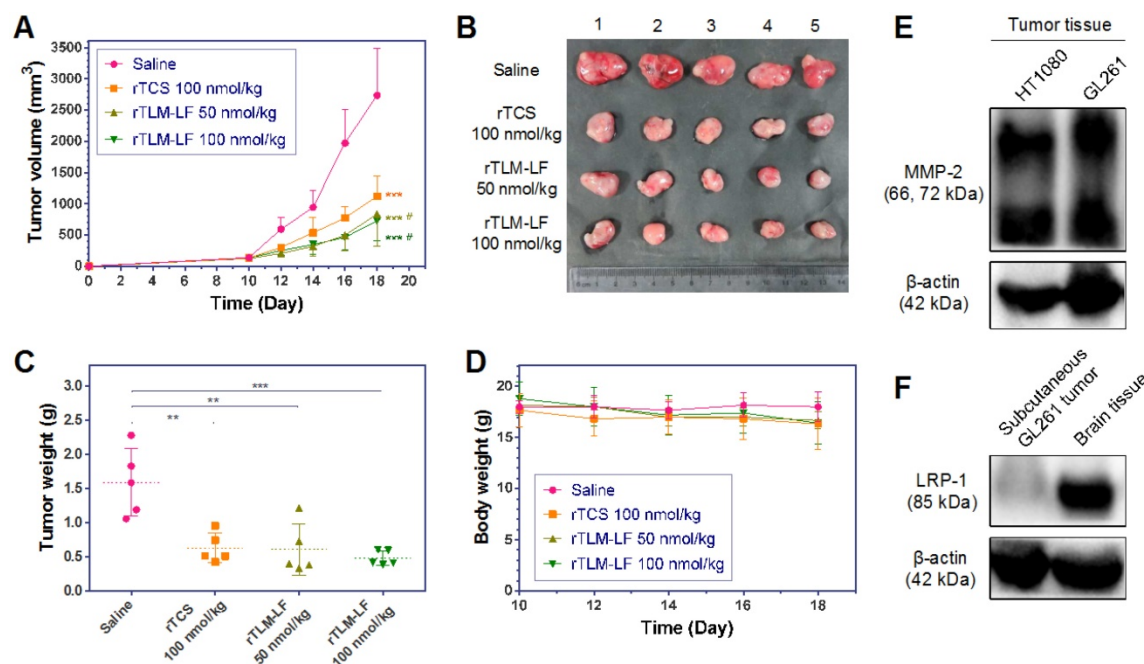 A
Tumor volume (mm³)
3500
3000
2500
2000
1500
1000
500
0
Saline
rTCS 100 nmol/kg
rTLM-LF 50 nmol/kg
rTLM-LF 100 nmol/kg
***
*** #
*** #
0 2 4 6 8 10 12 14 16 18 20
Time (Day)
B
1 2 3 4 5
Saline
rTCS
100 nmol/kg
rTLM-LF
50 nmol/kg
rTLM-LF
100 nmol/kg
C
Tumor weight (g)
3.0
2.5
2.0
1.5
1.0
0.5
0.0
***
**
**
Saline
rTCS
100 nmol/kg
rTLM-LF
50 nmol/kg
rTLM-LF
100 nmol/kg
D
Body weight (g)
20
15
10
5
0
Saline
rTCS 100 nmol/kg
rTLM-LF 50 nmol/kg
rTLM-LF 100 nmol/kg
10 12 14 16 18
Time (Day)
E
Tumor tissue
HT1080
GL261
MMP-2
(66, 72 kDa)
β-actin
(42 kDa)
F
Subcutaneous
GL261 tumor
Brain tissue
LRP-1
(85 kDa)
β-actin
(42 kDa)